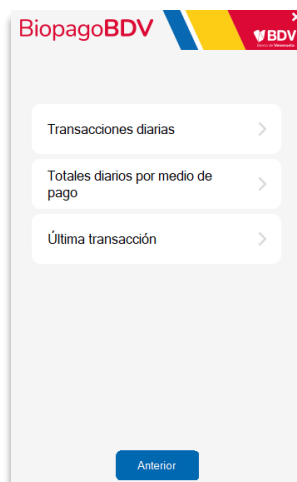 BiopagoBDV
BDV
Banco de Venezuela
Transacciones diarias
Totales diarios por medio de
pago
Última transacción
Anterior